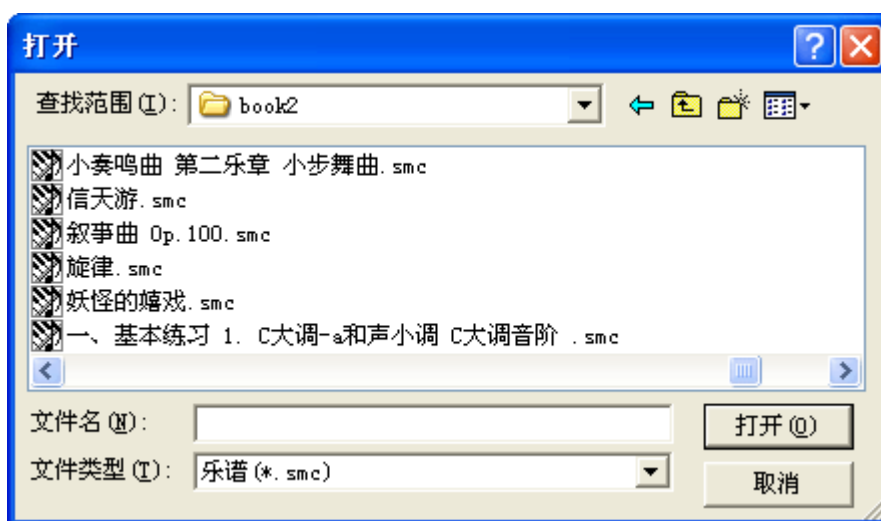 打开
查找范围(I): book2
小奏鸣曲 第二乐章 小步舞曲.smc
信天游.smc
叙事曲 Op.100.smc
旋律.smc
妖怪的嬉戏.smc
一、基本练习 1. C大调-a和声小调 C大调音阶 .smc
文件名(N): 打开(O)
文件类型(T): 乐谱(*.smc) 取消